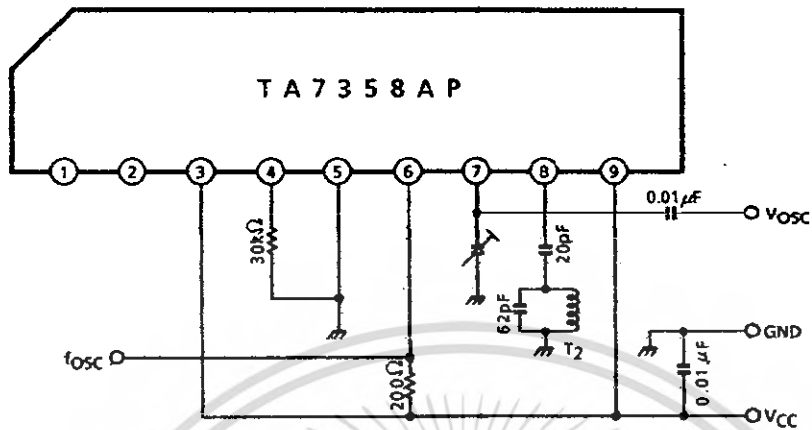 TA7358AP
1 2 3 4 5 6 7 8 9
0.01μF
VOSC
30kΩ
20pF
62pF
T2
GND
fOSC
200Ω
0.01μF
VCC